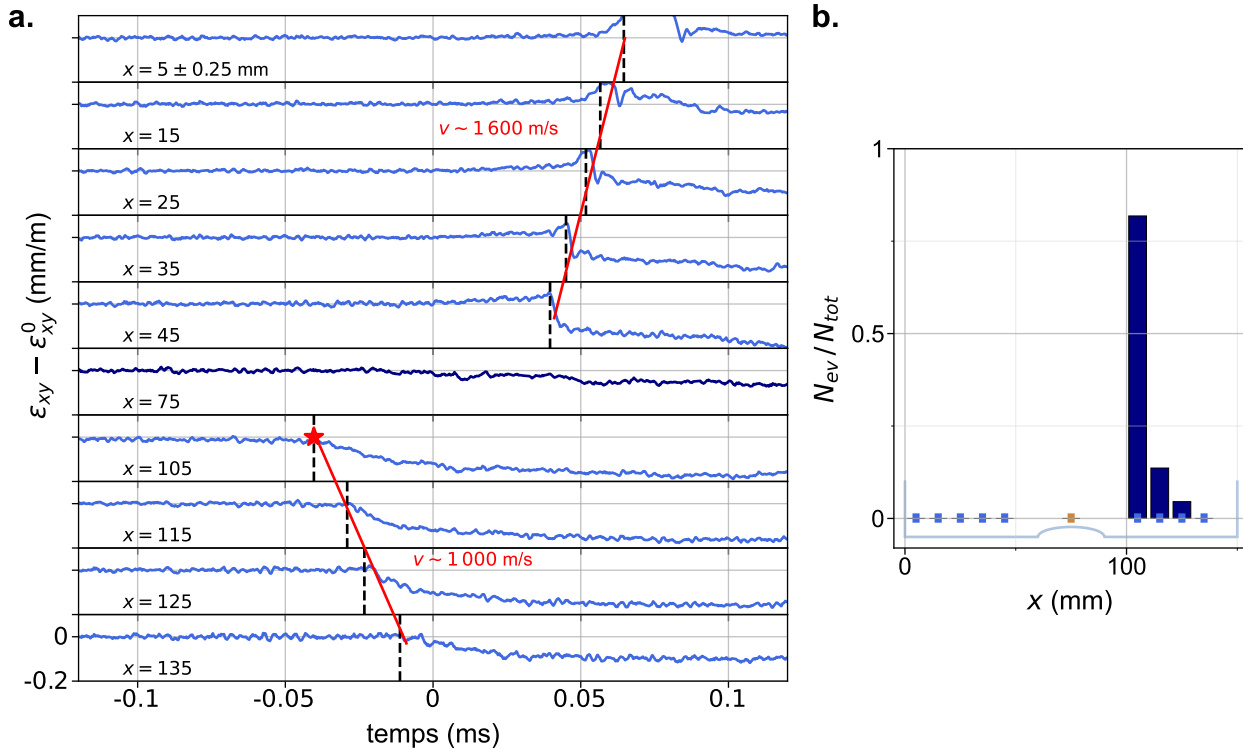 a.
b.
x = 5 ± 0.25 mm
x = 15
v ~ 1 600 m/s
x = 25
x = 35
x = 45
x = 75
x = 105
x = 115
v ~ 1 000 m/s
x = 125
x = 135
0
-0.2
-0.1
-0.05
0
0.05
0.1
temps (ms)
εxy − ε⁰xy (mm/m)
1
0.5
0
Nev / Ntot
0
100
x (mm)